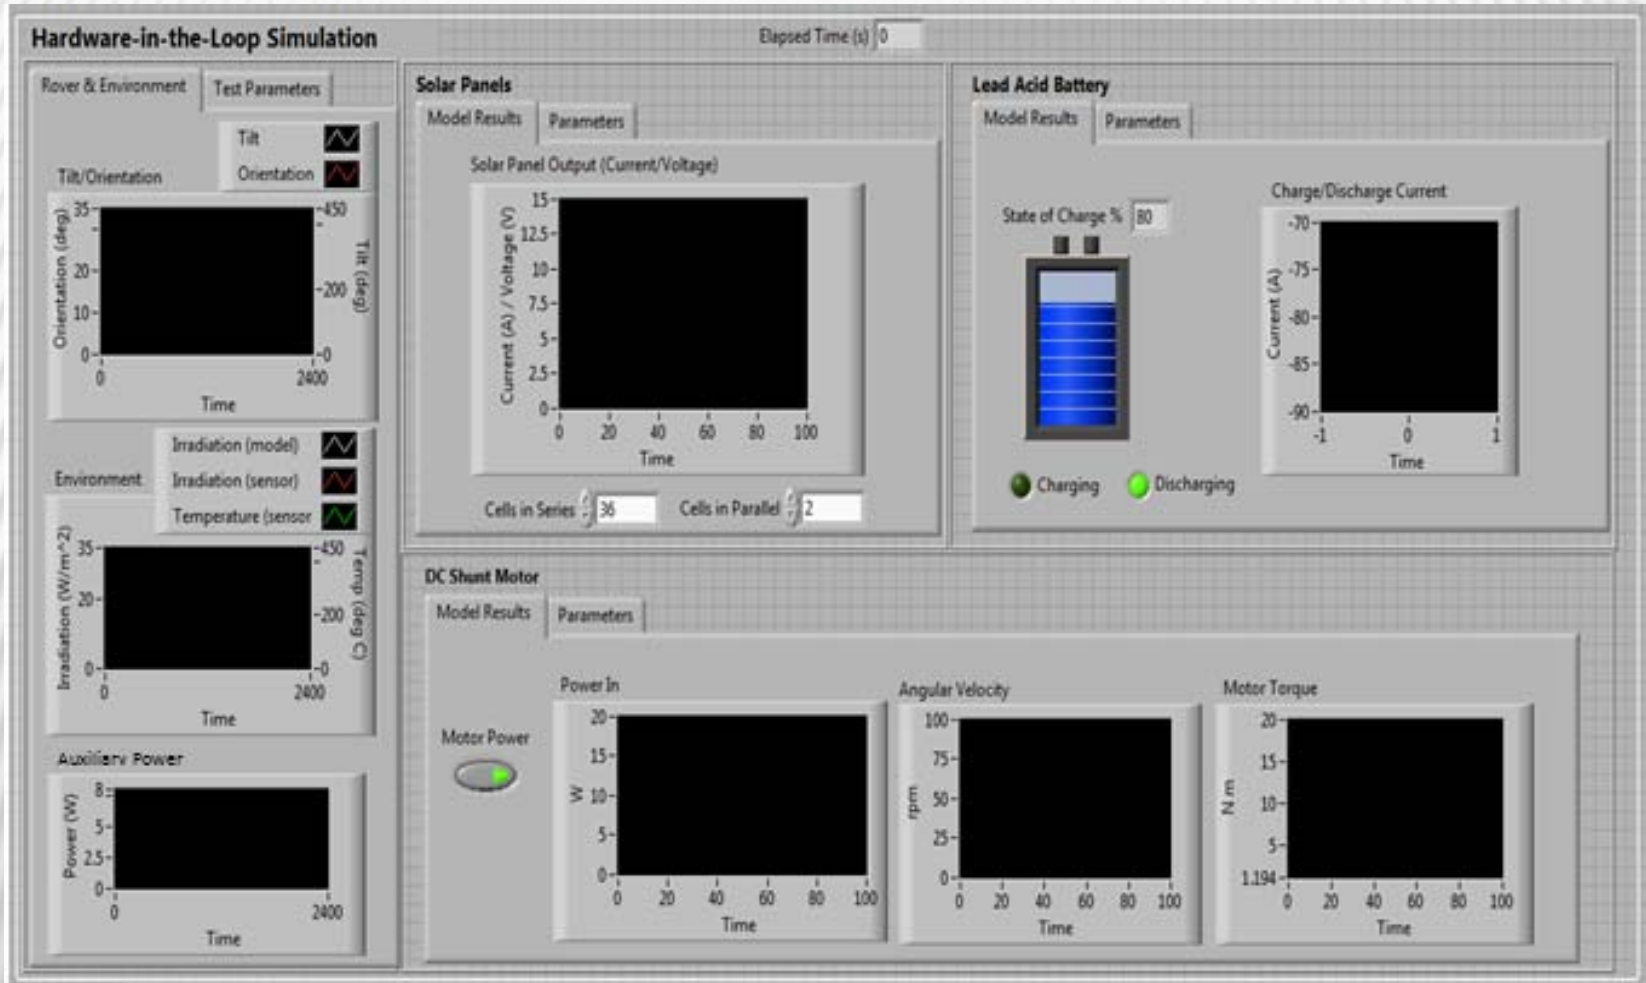 Hardware-in-the-Loop Simulation
Elapsed Time (s) 0
Rover & Environment
Test Parameters
Tilt
Orientation
Tilt/Orientation
Orientation (deg)
35
20
10
0
450
200
0
Tilt (deg)
0 2400
Time
Irradiation (model)
Irradiation (sensor)
Temperature (sensor
Environment
Irradiation (W/m^2)
35
20
0
450
200
0
Temp (deg C)
0 2400
Time
Auxiliary Power
Power (W)
8
5
2.5
0
0 2400
Time
Solar Panels
Model Results
Parameters
Solar Panel Output (Current/Voltage)
Current (A) / Voltage (V)
15
12.5
10
7.5
5
2.5
0
0 20 40 60 80 100
Time
Cells in Series 36
Cells in Parallel 2
Lead Acid Battery
Model Results
Parameters
State of Charge % 80
Charging
Discharging
Charge/Discharge Current
Current (A)
-70
-75
-80
-85
-90
-1 0 1
Time
DC Shunt Motor
Model Results
Parameters
Motor Power
Power In
W
20
15
10
5
0
0 20 40 60 80 100
Time
Angular Velocity
rpm
100
75
50
25
0
0 20 40 60 80 100
Time
Motor Torque
N.m
20
15
10
5
1.194
0 20 40 60 80 100
Time